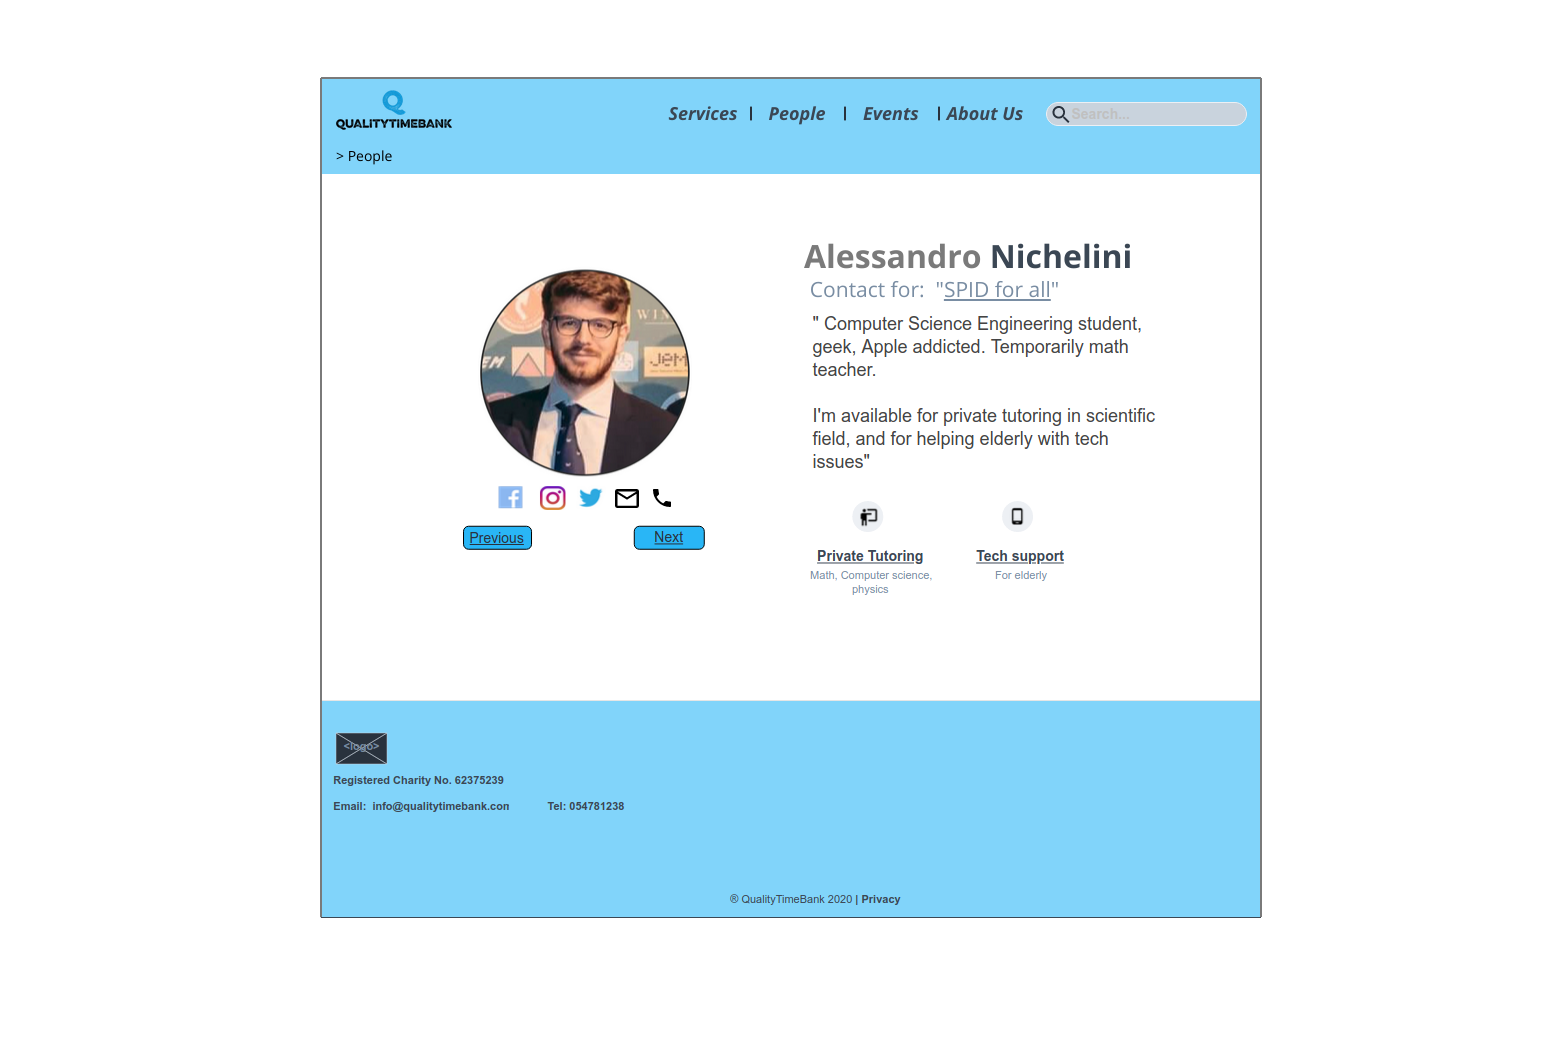 QUALITYTIMEBANK
Services | People | Events | About Us
Search...
> People
Alessandro Nichelini
Contact for: "SPID for all"
" Computer Science Engineering student,
geek, Apple addicted. Temporarily math
teacher.
I'm available for private tutoring in scientific
field, and for helping elderly with tech
issues"
WIN
EM
JEM
Previous
Next
Private Tutoring
Math, Computer science,
physics
Tech support
For elderly
<logo>
Registered Charity No. 62375239
Email: info@qualitytimebank.con
Tel: 054781238
® QualityTimeBank 2020 | Privacy